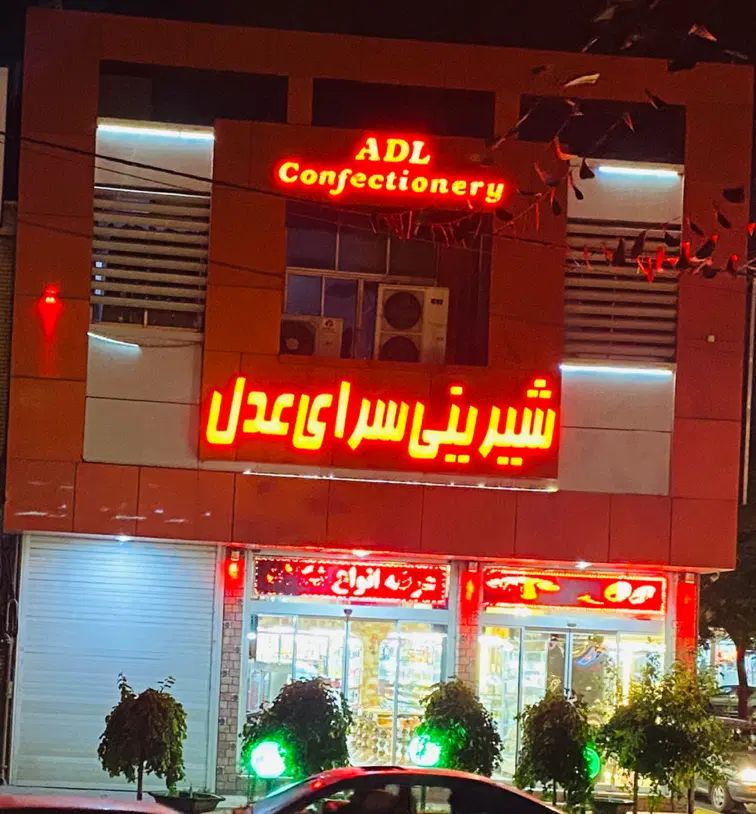 ADL
Confectionery
شیرینی سرای عدل
عرضه انواع